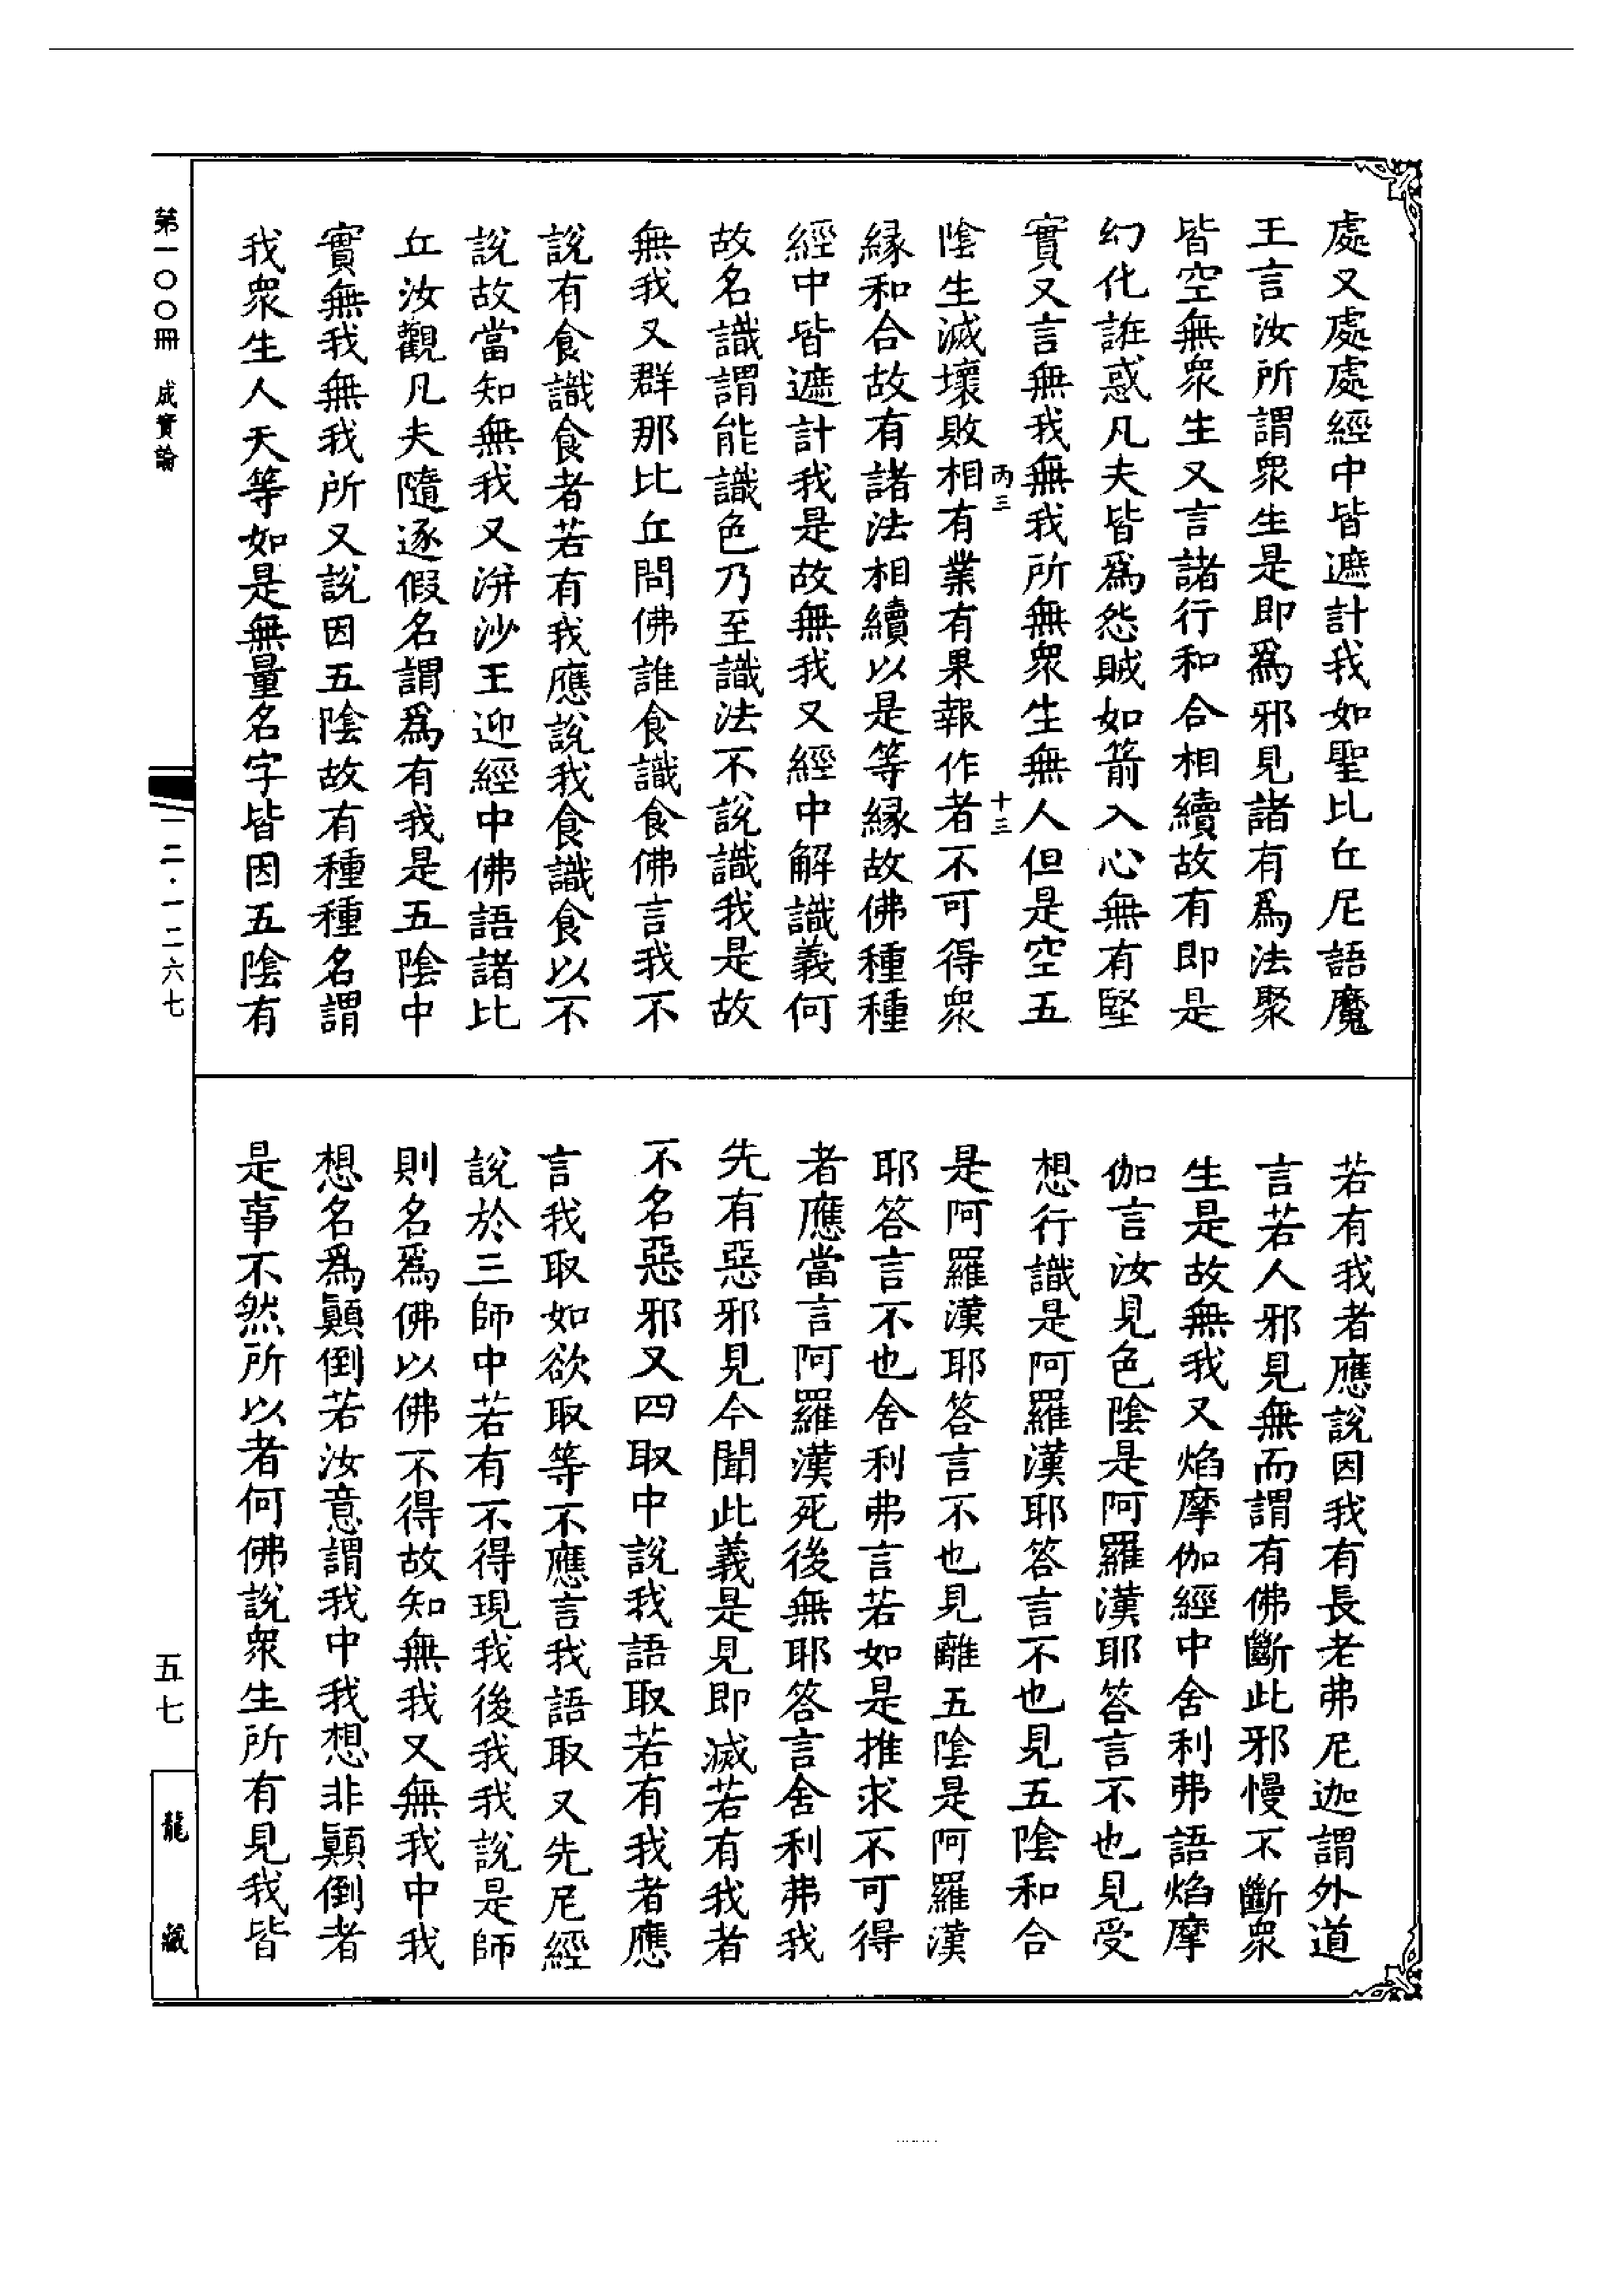 處又處處經中皆遮計我如聖比丘尼語魔
王言汝所謂眾生是即爲邪見諸有爲法聚
皆空無眾生又言諸行和合相續故有即是
幻化誑惑凡夫皆爲怨賊如箭入心無有堅
實又言無我無我所無眾生無人但是空五
丙三
十三
陰生滅壞敗相有業有果報作者不可得眾
緣和合故有諸法相續以是等緣故佛種種
經中皆遮計我是故無我又經中解識義何
故名識謂能識色乃至識法不說識我是故
無我又群那比丘問佛誰食識食佛言我不
說有食識食者若有我應說我食識食以不
說故當知無我又洴沙王迎經中佛語諸比
丘汝觀凡夫隨逐假名謂爲有我是五陰中
實無我無我所又說因五陰故有種種名謂
我眾生人天等如是無量名字皆因五陰有
若有我者應說因我有長老弗尼迦謂外道
言若人邪見無而謂有佛斷此邪慢不斷眾
生是故無我又焰摩伽經中舍利弗語焰摩
伽言汝見色陰是阿羅漢耶答言不也見受
想行識是阿羅漢耶答言不也見五陰和合
是阿羅漢耶答言不也見離五陰是阿羅漢
耶答言不也舍利弗言若如是推求不可得
者應當言阿羅漢死後無耶答言舍利弗我
先有惡邪見今聞此義是見即滅若有我者
不名惡邪又四取中說我語取若有我者應
言我取如欲取等不應言我語取又先尼經
說於三師中若有不得現我後我我說是師
則名爲佛以佛不得故知無我又無我中我
想名爲顛倒若汝意謂我中我想非顛倒者
是事不然所以者何佛說眾生所有見我皆
第一〇〇冊 成實論
一二·一二六七
五七
龍藏